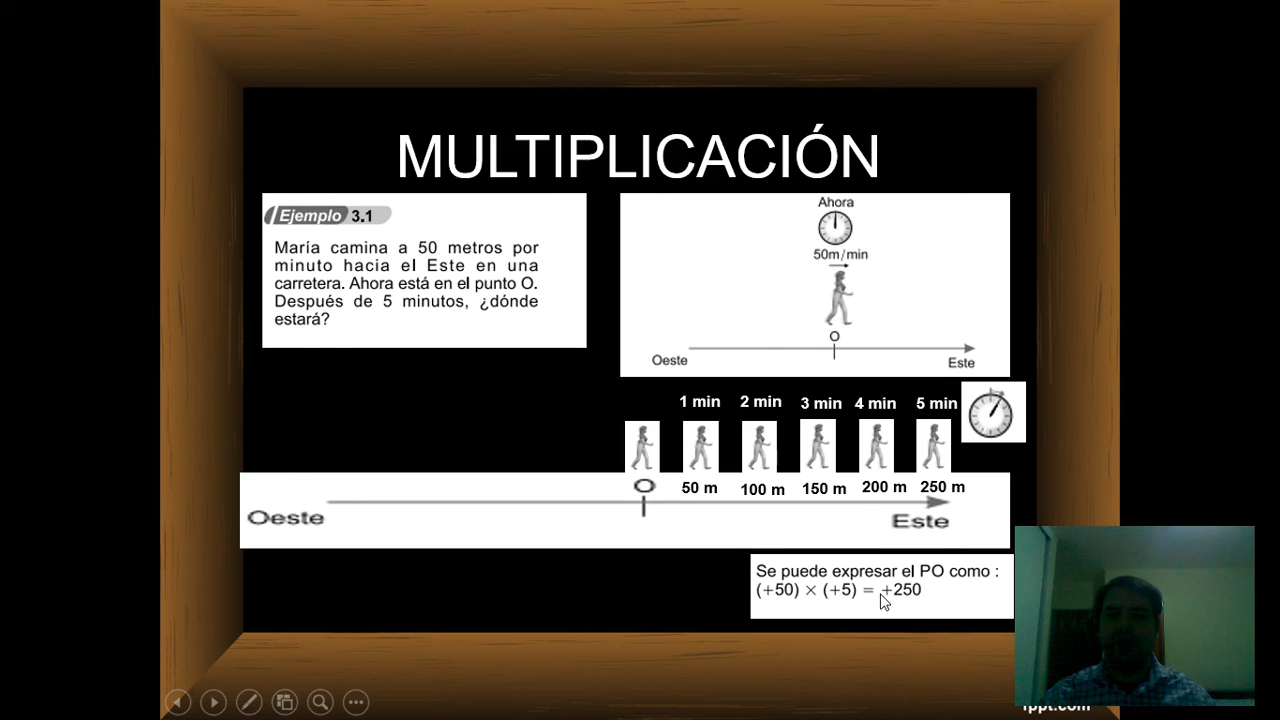 MULTIPLICACIÓN
Ejemplo 3.1
María camina a 50 metros por
minuto hacia el Este en una
carretera. Ahora está en el punto O.
Después de 5 minutos, ¿dónde
estará?
Ahora
50m/min
O
Oeste
Este
1 min 2 min 3 min 4 min 5 min
O 50 m 100 m 150 m 200 m 250 m
Oeste
Este
Se puede expresar el PO como :
(+50) × (+5) = +250
fppt.com